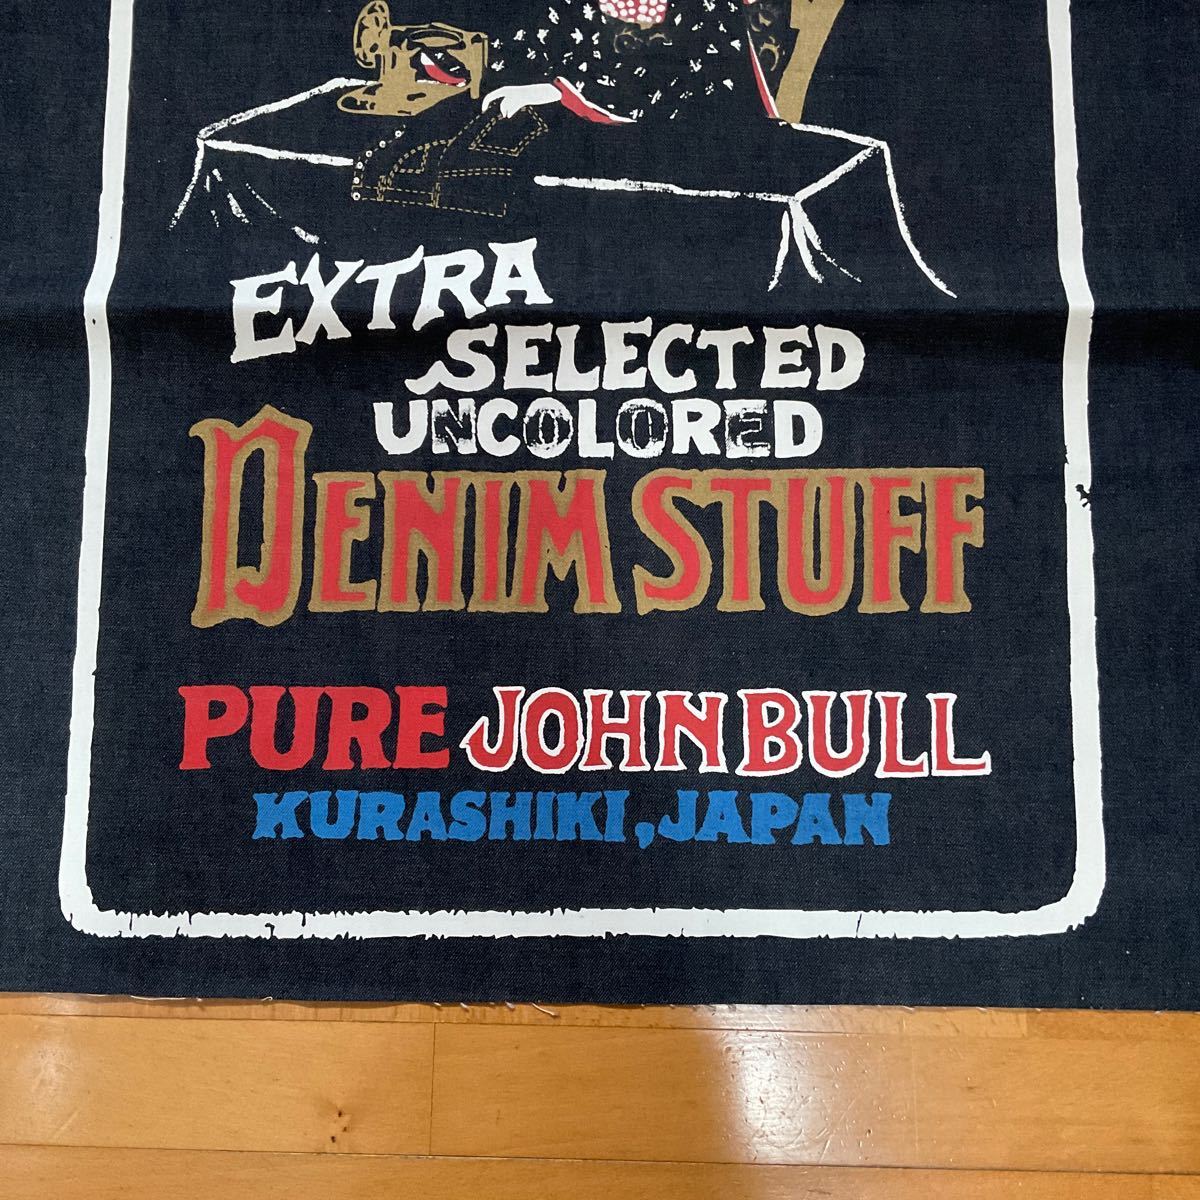 EXTRA
SELECTED
UNCOLORED
DENIM STUFF
PURE JOHN BULL
KURASHIKI, JAPAN